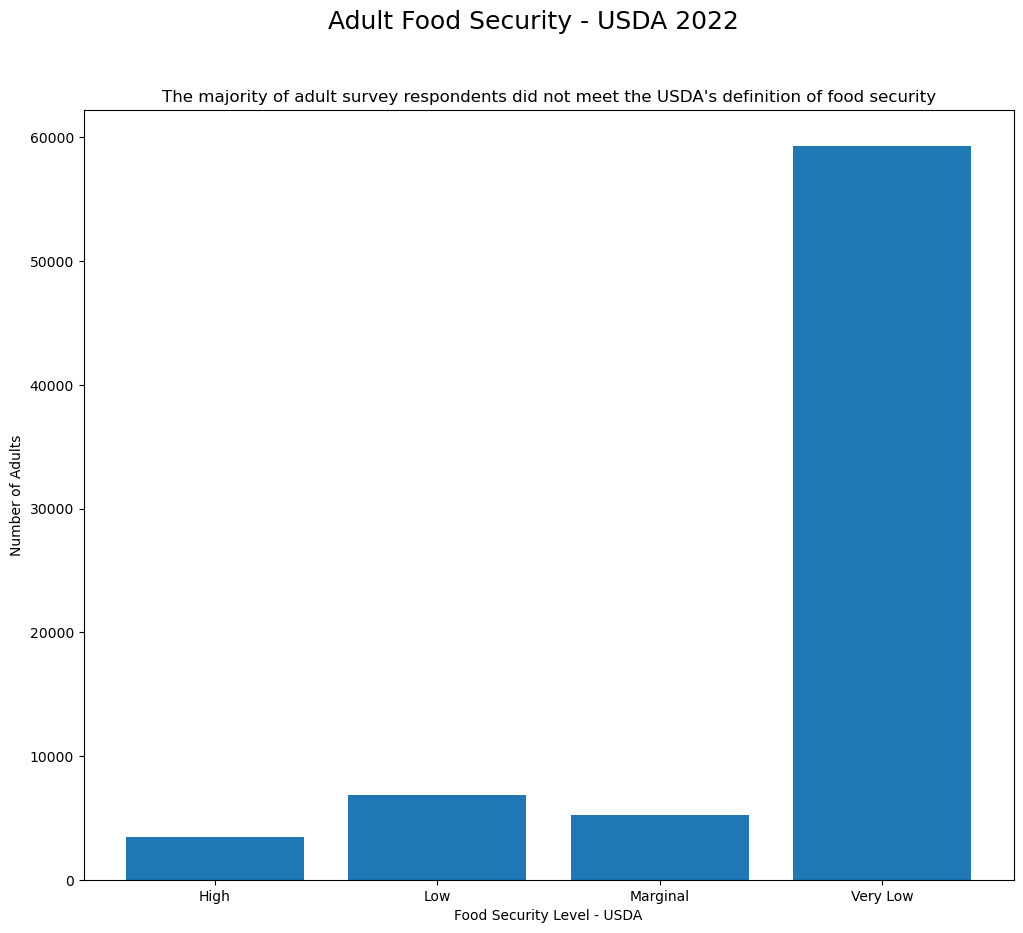 Adult Food Security - USDA 2022
The majority of adult survey respondents did not meet the USDA's definition of food security
60000
50000
40000
30000
20000
10000
0
Number of Adults
High
Low
Marginal
Very Low
Food Security Level - USDA